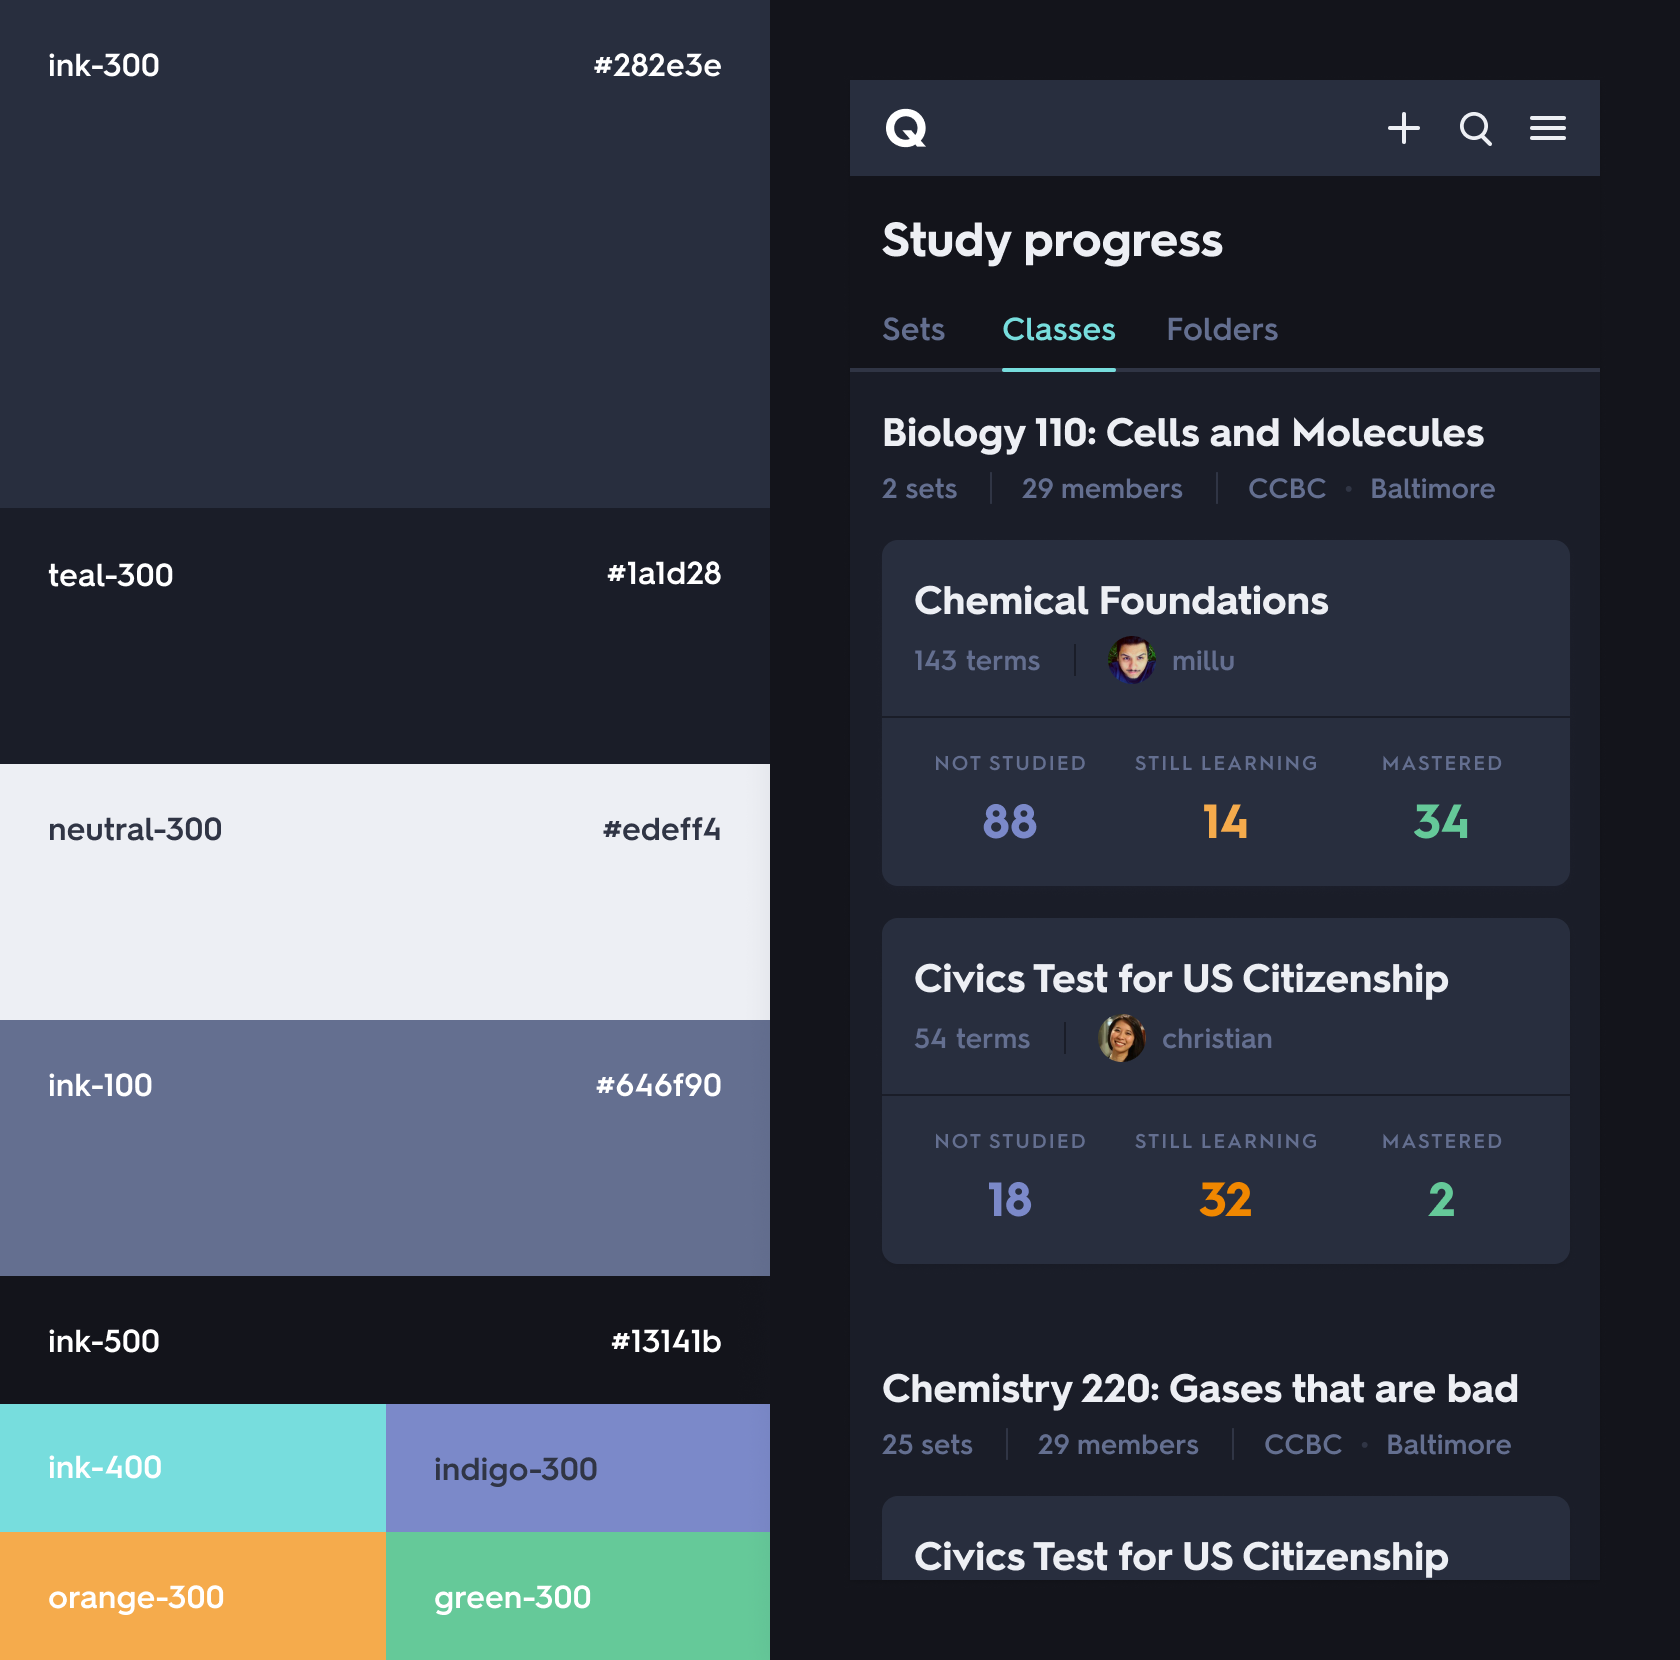 ink-300 #282e3e
teal-300 #1a1d28
neutral-300 #edeff4
ink-100 #646f90
ink-500 #13141b
ink-400 indigo-300
orange-300 green-300
Q
Study progress
Sets Classes Folders
Biology 110: Cells and Molecules
2 sets 29 members CCBC • Baltimore
Chemical Foundations
143 terms millu
NOT STUDIED STILL LEARNING MASTERED
88 14 34
Civics Test for US Citizenship
54 terms christian
NOT STUDIED STILL LEARNING MASTERED
18 32 2
Chemistry 220: Gases that are bad
25 sets 29 members CCBC • Baltimore
Civics Test for US Citizenship